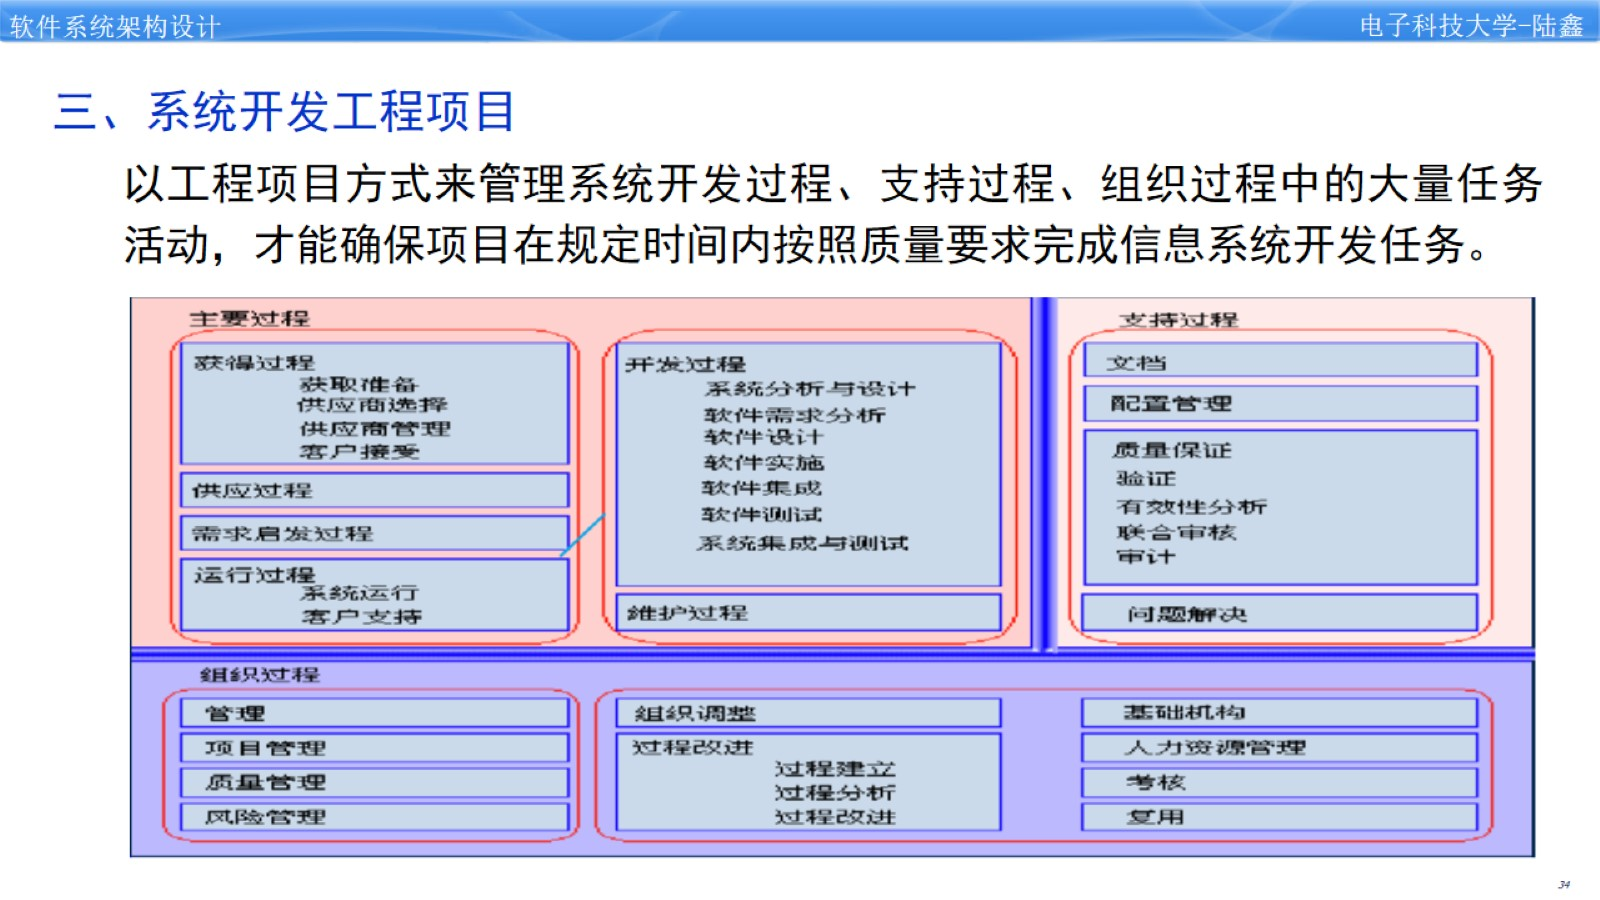 软件系统架构设计
电子科技大学-陆鑫
三、系统开发工程项目
以工程项目方式来管理系统开发过程、支持过程、组织过程中的大量任务
活动，才能确保项目在规定时间内按照质量要求完成信息系统开发任务。
主要过程
获得过程
获取准备
供应商选择
供应商管理
客户接受
供应过程
需求启发过程
运行过程
系统运行
客户支持
开发过程
系统分析与设计
软件需求分析
软件设计
软件实施
软件集成
软件测试
系统集成与测试
维护过程
支持过程
文档
配置管理
质量保证
验证
有效性分析
联合审核
审计
问题解决
组织过程
管理
项目管理
质量管理
风险管理
组织调整
过程改进
过程建立
过程分析
过程改进
基础机构
人力资源管理
考核
复用
34